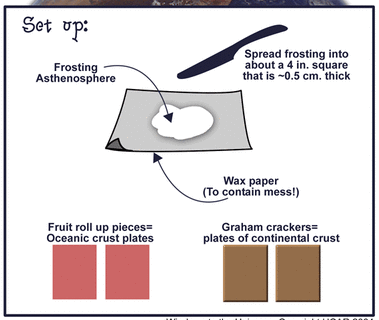 Set up:
Frosting
Asthenosphere
Spread frosting into
about a 4 in. square
that is ~0.5 cm. thick
Wax paper
(To contain mess!)
Fruit roll up pieces=
Oceanic crust plates
Graham crackers=
plates of continental crust